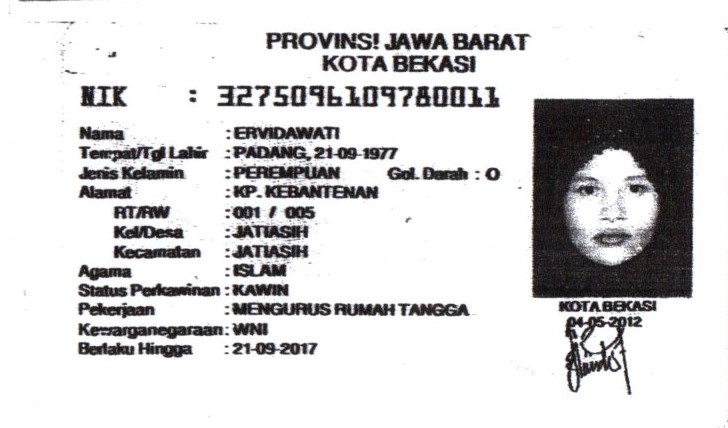 PROVINSI JAWA BARAT
KOTA BEKASI
NIK : 3275096109780011
Nama : ERVIDAWATI
Tempat/Tgl Lahir : PADANG, 21-09-1977
Jenis Kelamin : PEREMPUAN Gol. Darah : O
Alamat : KP. KEBANTENAN
RT/RW : 001 / 005
Kel/Desa : JATIASIH
Kecamatan : JATIASIH
Agama : ISLAM
Status Perkawinan : KAWIN
Pekerjaan : MENGURUS RUMAH TANGGA
Kewarganegaraan : WNI
Berlaku Hingga : 21-09-2017
KOTA BEKASI
04-05-2012